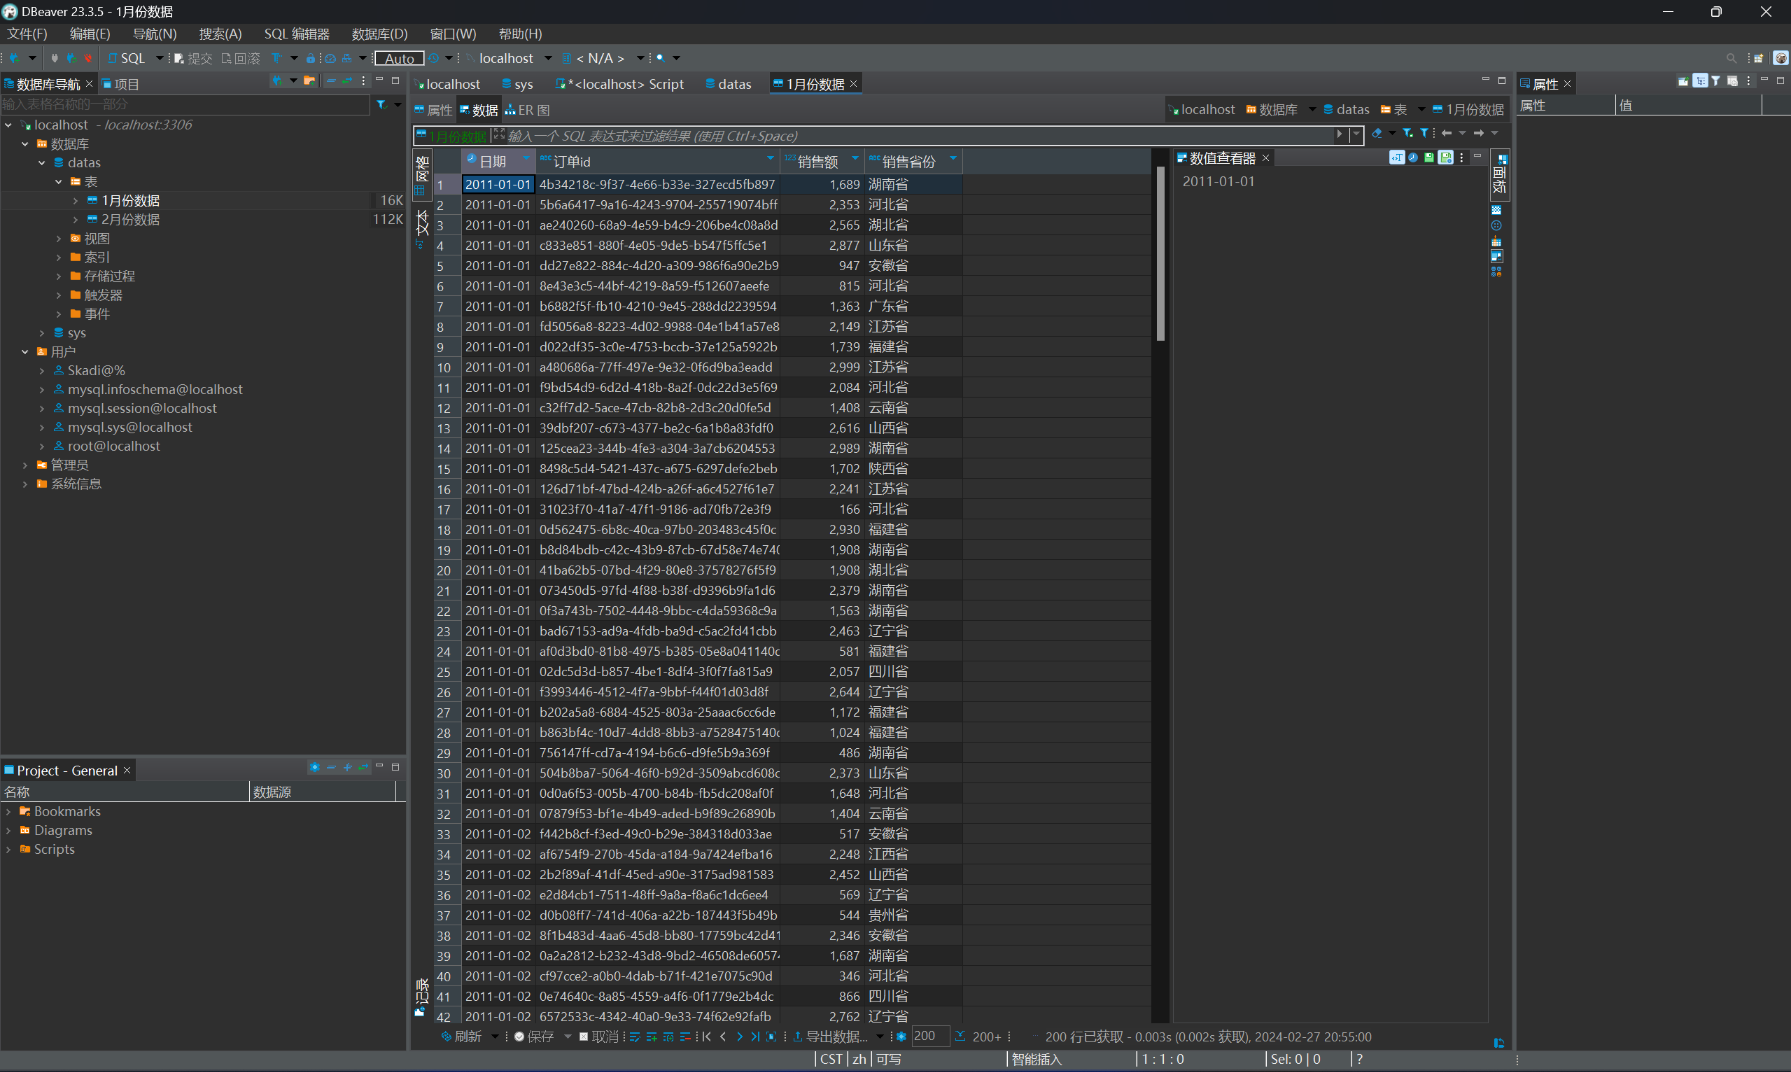 DBeaver 23.3.5 - 1月份数据
文件(F) 编辑(E) 导航(N) 搜索(A) SQL 编辑器 数据库(D) 窗口(W) 帮助(H)
SQL 提交 回滚 Auto localhost < N/A >
数据库导航 项目
输入表格名称的一部分
localhost - localhost:3306
数据库
datas
表
1月份数据 16K
2月份数据 112K
视图
索引
存储过程
触发器
事件
sys
用户
Skadi@%
mysql.infoschema@localhost
mysql.session@localhost
mysql.sys@localhost
root@localhost
管理员
系统信息
Project - General
名称 数据源
Bookmarks
Diagrams
Scripts
localhost sys *<localhost> Script datas 1月份数据
属性 数据 ER 图 localhost 数据库 datas 表 1月份数据
1月份数据 输入一个 SQL 表达式来过滤结果 (使用 Ctrl+Space)
网格
文本
记录
日期 订单id 123 销售额 销售省份
1 2011-01-01 4b34218c-9f37-4e66-b33e-327ecd5fb897 1,689 湖南省
2 2011-01-01 5b6a6417-9a16-4243-9704-255719074bff 2,353 河北省
3 2011-01-01 ae240260-68a9-4e59-b4c9-206be4c08a8d 2,565 湖北省
4 2011-01-01 c833e851-880f-4e05-9de5-b547f5ffc5e1 2,877 山东省
5 2011-01-01 dd27e822-884c-4d20-a309-986f6a90e2b9 947 安徽省
6 2011-01-01 8e43e3c5-44bf-4219-8a59-f512607aeefe 815 河北省
7 2011-01-01 b6882f5f-fb10-4210-9e45-288dd2239594 1,363 广东省
8 2011-01-01 fd5056a8-8223-4d02-9988-04e1b41a57e8 2,149 江苏省
9 2011-01-01 d022df35-3c0e-4753-bccb-37e125a5922b 1,739 福建省
10 2011-01-01 a480686a-77ff-497e-9e32-0f6d9ba3eadd 2,999 江苏省
11 2011-01-01 f9bd54d9-6d2d-418b-8a2f-0dc22d3e5f69 2,084 河北省
12 2011-01-01 c32ff7d2-5ace-47cb-82b8-2d3c20d0fe5d 1,408 云南省
13 2011-01-01 39dbf207-c673-4377-be2c-6a1b8a83fdf0 2,616 山西省
14 2011-01-01 125cea23-344b-4fe3-a304-3a7cb6204553 2,989 湖南省
15 2011-01-01 8498c5d4-5421-437c-a675-6297defe2beb 1,702 陕西省
16 2011-01-01 126d71bf-47bd-424b-a26f-a6c4527f61e7 2,241 江苏省
17 2011-01-01 31023f70-41a7-47f1-9186-ad70fb72e3f9 166 河北省
18 2011-01-01 0d562475-6b8c-40ca-97b0-203483c45f0c 2,930 福建省
19 2011-01-01 b8d84bdb-c42c-43b9-87cb-67d58e74e740 1,908 湖南省
20 2011-01-01 41ba62b5-07bd-4f29-80e8-37578276f5f9 1,908 湖北省
21 2011-01-01 073450d5-97fd-4f88-b38f-d9396b9fa1d6 2,379 湖南省
22 2011-01-01 0f3a743b-7502-4448-9bbc-c4da59368c9a 1,563 湖南省
23 2011-01-01 bad67153-ad9a-4fdb-ba9d-c5ac2fd41cbb 2,463 辽宁省
24 2011-01-01 af0d3bd0-81b8-4975-b385-05e8a041140c 581 福建省
25 2011-01-01 02dc5d3d-b857-4be1-8df4-3f0f7fa815a9 2,057 四川省
26 2011-01-01 f3993446-4512-4f7a-9bbf-f44f01d03d8f 2,644 辽宁省
27 2011-01-01 b202a5a8-6884-4525-803a-25aaac6cc6de 1,172 福建省
28 2011-01-01 b863bf4c-10d7-4dd8-8bb3-a7528475140c 1,024 福建省
29 2011-01-01 756147ff-cd7a-4194-b6c6-d9fe5b9a369f 486 湖南省
30 2011-01-01 504b8ba7-5064-46f0-b92d-3509abcd608c 2,373 山东省
31 2011-01-01 0d0a6f53-005b-4700-b84b-fb5dc208af0f 1,648 河北省
32 2011-01-01 07879f53-bf1e-4b49-aded-b9f89c26890b 1,404 云南省
33 2011-01-02 f442b8cf-f3ed-49c0-b29e-384318d033ae 517 安徽省
34 2011-01-02 af6754f9-270b-45da-a184-9a7424efba16 2,248 江西省
35 2011-01-02 2b2f89af-41df-45ed-a90e-3175ad981583 2,452 山西省
36 2011-01-02 e2d84cb1-7511-48ff-9a8a-f8a6c1dc6ee4 569 辽宁省
37 2011-01-02 d0b08ff7-741d-406a-a22b-187443f5b49b 544 贵州省
38 2011-01-02 8f1b483d-4aa6-45d8-bb80-17759bc42d41 2,346 安徽省
39 2011-01-02 0a2a2812-b232-43d8-9bd2-46508de6057 1,687 湖南省
40 2011-01-02 cf97cce2-a0b0-4dab-b71f-421e7075c90d 346 河北省
41 2011-01-02 0e74640c-8a85-4559-a4f6-0f1779e2b4dc 866 四川省
42 2011-01-02 6572533c-4342-40a0-9e33-74f62e92fafb 2,762 辽宁省
刷新 保存 取消 导出数据... 200 200+ 200 行已获取 - 0.003s (0.002s 获取), 2024-02-27 20:55:00
数值查看器
2011-01-01
面板
属性
属性 值
CST zh 可写 智能插入 1 : 1 : 0 Sel: 0 | 0 ?